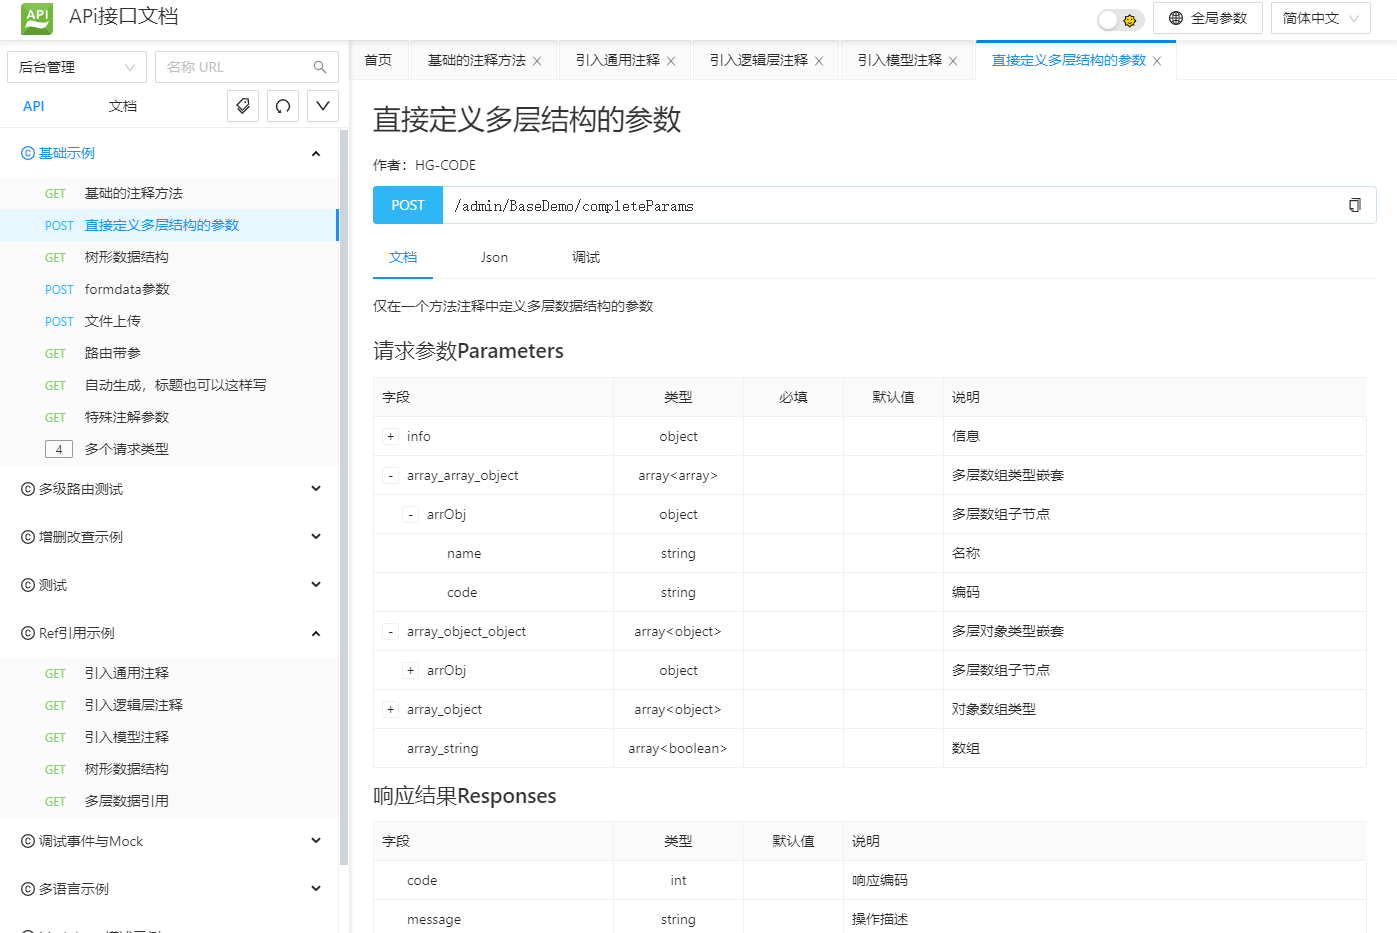 API
APi接口文档
全局参数
简体中文
后台管理
名称 URL
API
文档
基础示例
GET 基础的注释方法
POST 直接定义多层结构的参数
GET 树形数据结构
POST formdata参数
POST 文件上传
GET 路由带参
GET 自动生成，标题也可以这样写
GET 特殊注解参数
4 多个请求类型
多级路由测试
增删改查示例
测试
Ref引用示例
GET 引入通用注释
GET 引入逻辑层注释
GET 引入模型注释
GET 树形数据结构
GET 多层数据引用
调试事件与Mock
多语言示例
首页 基础的注释方法 引入通用注释 引入逻辑层注释 引入模型注释 直接定义多层结构的参数
直接定义多层结构的参数
作者：HG-CODE
POST /admin/BaseDemo/completeParams
文档 Json 调试
仅在一个方法注释中定义多层数据结构的参数
请求参数Parameters
字段 类型 必填 默认值 说明
+ info object 信息
- array_array_object array<array> 多层数组类型嵌套
- arrObj object 多层数组子节点
name string 名称
code string 编码
- array_object_object array<object> 多层对象类型嵌套
+ arrObj object 多层数组子节点
+ array_object array<object> 对象数组类型
array_string array<boolean> 数组
响应结果Responses
字段 类型 默认值 说明
code int 响应编码
message string 操作描述